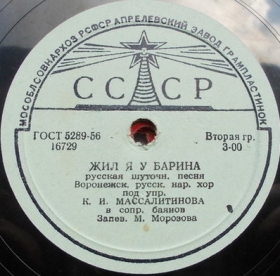 МОСОБЛСОВНАРХОЗ РСФСР АПРЕЛЕВСКИЙ ЗАВОД ГРАМПЛАСТИНОК
СССР
ГОСТ 5289-56 Вторая гр.
16729 3-00
ЖИЛ Я У БАРИНА
русская шуточн. песня
Воронежск. русск. нар. хор
под упр.
К. И. МАССАЛИТИНОВА
в сопр. баянов
Запев. М. Морозова